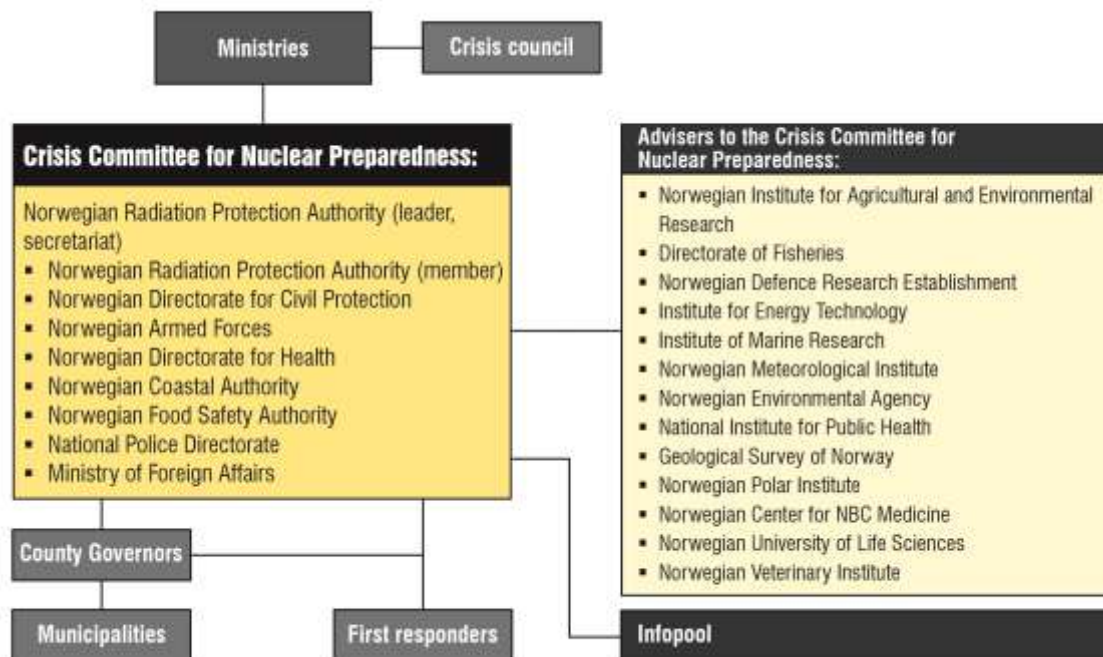 Ministries
Crisis council
Crisis Committee for Nuclear Preparedness:
Norwegian Radiation Protection Authority (leader,
secretariat)
▪ Norwegian Radiation Protection Authority (member)
▪ Norwegian Directorate for Civil Protection
▪ Norwegian Armed Forces
▪ Norwegian Directorate for Health
▪ Norwegian Coastal Authority
▪ Norwegian Food Safety Authority
▪ National Police Directorate
▪ Ministry of Foreign Affairs
Advisers to the Crisis Committee for
Nuclear Preparedness:
▪ Norwegian Institute for Agricultural and Environmental
Research
▪ Directorate of Fisheries
▪ Norwegian Defence Research Establishment
▪ Institute for Energy Technology
▪ Institute of Marine Research
▪ Norwegian Meteorological Institute
▪ Norwegian Environmental Agency
▪ National Institute for Public Health
▪ Geological Survey of Norway
▪ Norwegian Polar Institute
▪ Norwegian Center for NBC Medicine
▪ Norwegian University of Life Sciences
▪ Norwegian Veterinary Institute
County Governors
Municipalities
First responders
Infopool